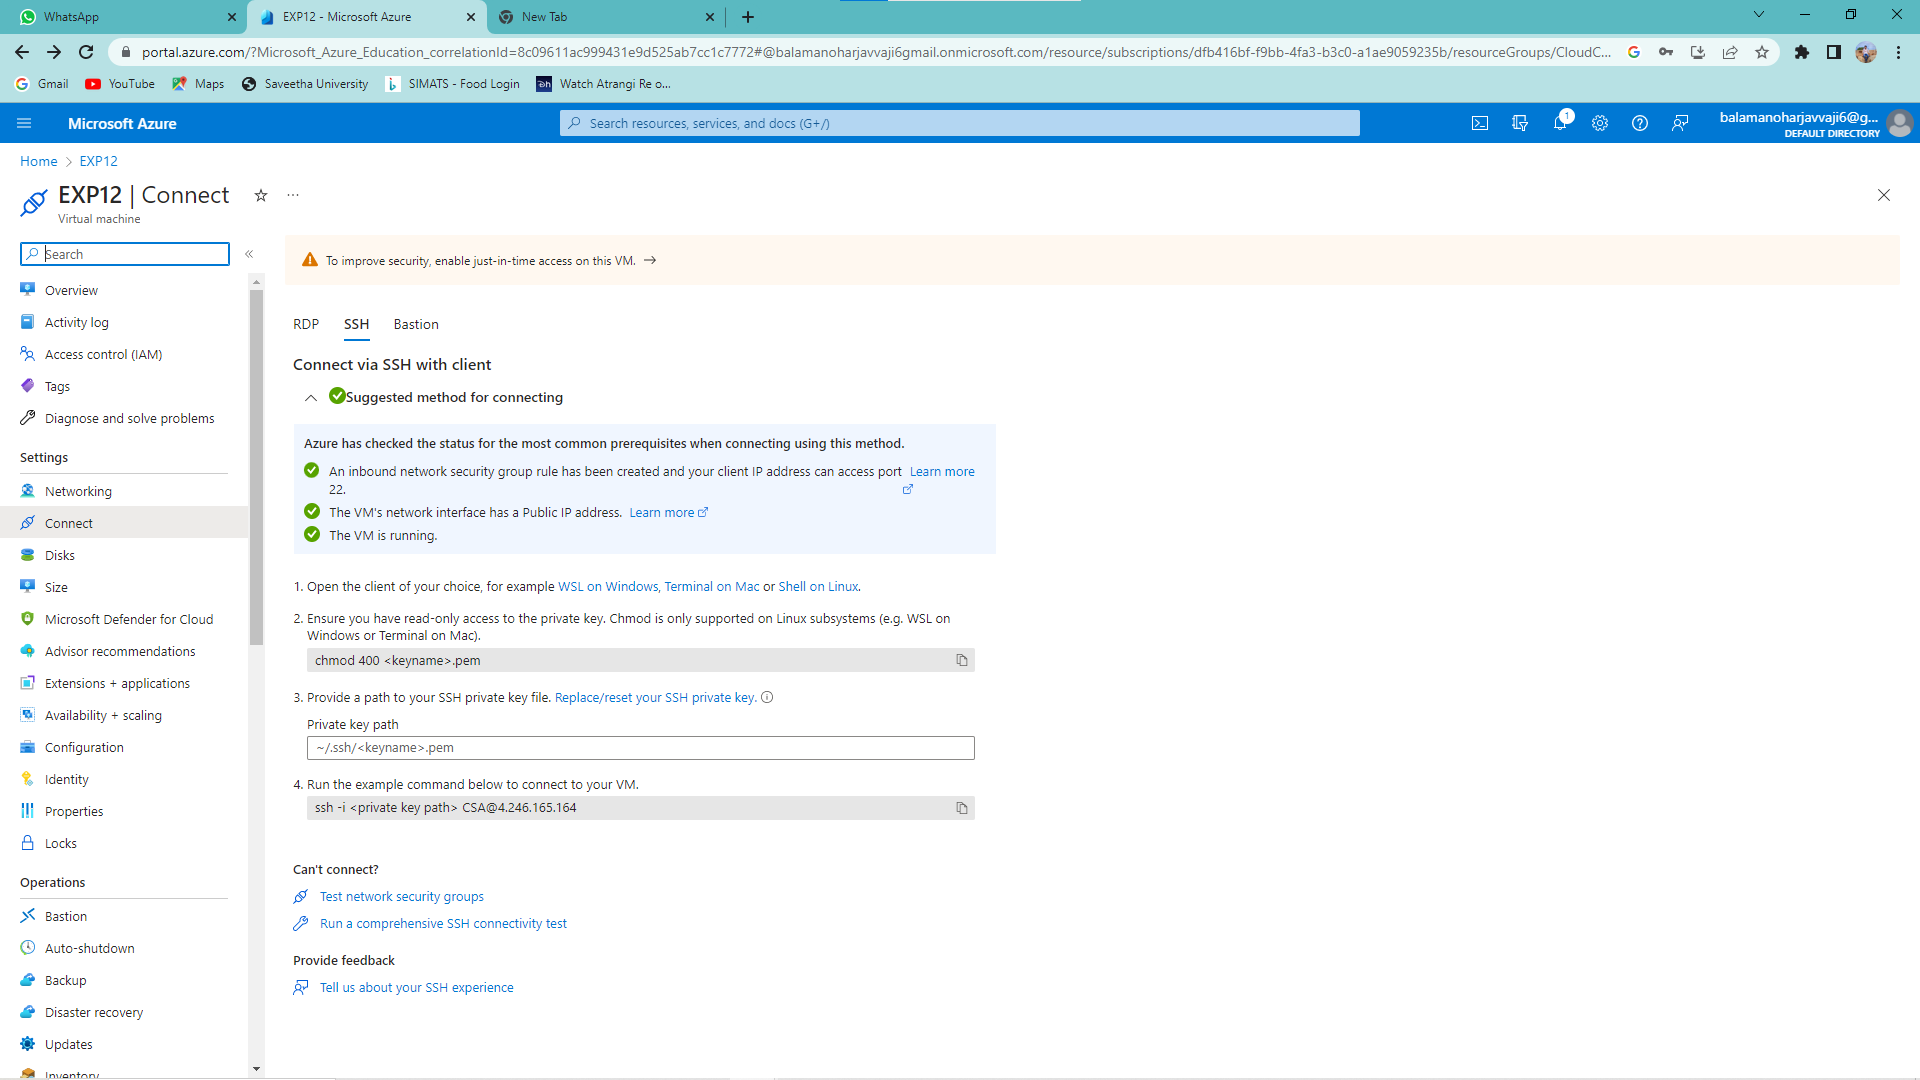 WhatsApp
EXP12 - Microsoft Azure
New Tab
portal.azure.com/?Microsoft_Azure_Education_correlationId=8c09611ac999431e9d525ab7cc1c7772#@balamanoharjavvaji6gmail.onmicrosoft.com/resource/subscriptions/dfb416bf-f9bb-4fa3-b3c0-a1ae9059235b/resourceGroups/CloudC...
Gmail
YouTube
Maps
Saveetha University
SIMATS - Food Login
Watch Atrangi Re o...
Microsoft Azure
Search resources, services, and docs (G+/)
1
balamanoharjavvaji6@g...
DEFAULT DIRECTORY
Home > EXP12
EXP12 | Connect
Virtual machine
Search
Overview
Activity log
Access control (IAM)
Tags
Diagnose and solve problems
Settings
Networking
Connect
Disks
Size
Microsoft Defender for Cloud
Advisor recommendations
Extensions + applications
Availability + scaling
Configuration
Identity
Properties
Locks
Operations
Bastion
Auto-shutdown
Backup
Disaster recovery
Updates
Inventory
To improve security, enable just-in-time access on this VM. →
RDP
SSH
Bastion
Connect via SSH with client
Suggested method for connecting
Azure has checked the status for the most common prerequisites when connecting using this method.
An inbound network security group rule has been created and your client IP address can access port Learn more
22.
The VM's network interface has a Public IP address. Learn more
The VM is running.
1. Open the client of your choice, for example WSL on Windows, Terminal on Mac or Shell on Linux.
2. Ensure you have read-only access to the private key. Chmod is only supported on Linux subsystems (e.g. WSL on
Windows or Terminal on Mac).
chmod 400 <keyname>.pem
3. Provide a path to your SSH private key file. Replace/reset your SSH private key.
Private key path
~/.ssh/<keyname>.pem
4. Run the example command below to connect to your VM.
ssh -i <private key path> CSA@4.246.165.164
Can't connect?
Test network security groups
Run a comprehensive SSH connectivity test
Provide feedback
Tell us about your SSH experience